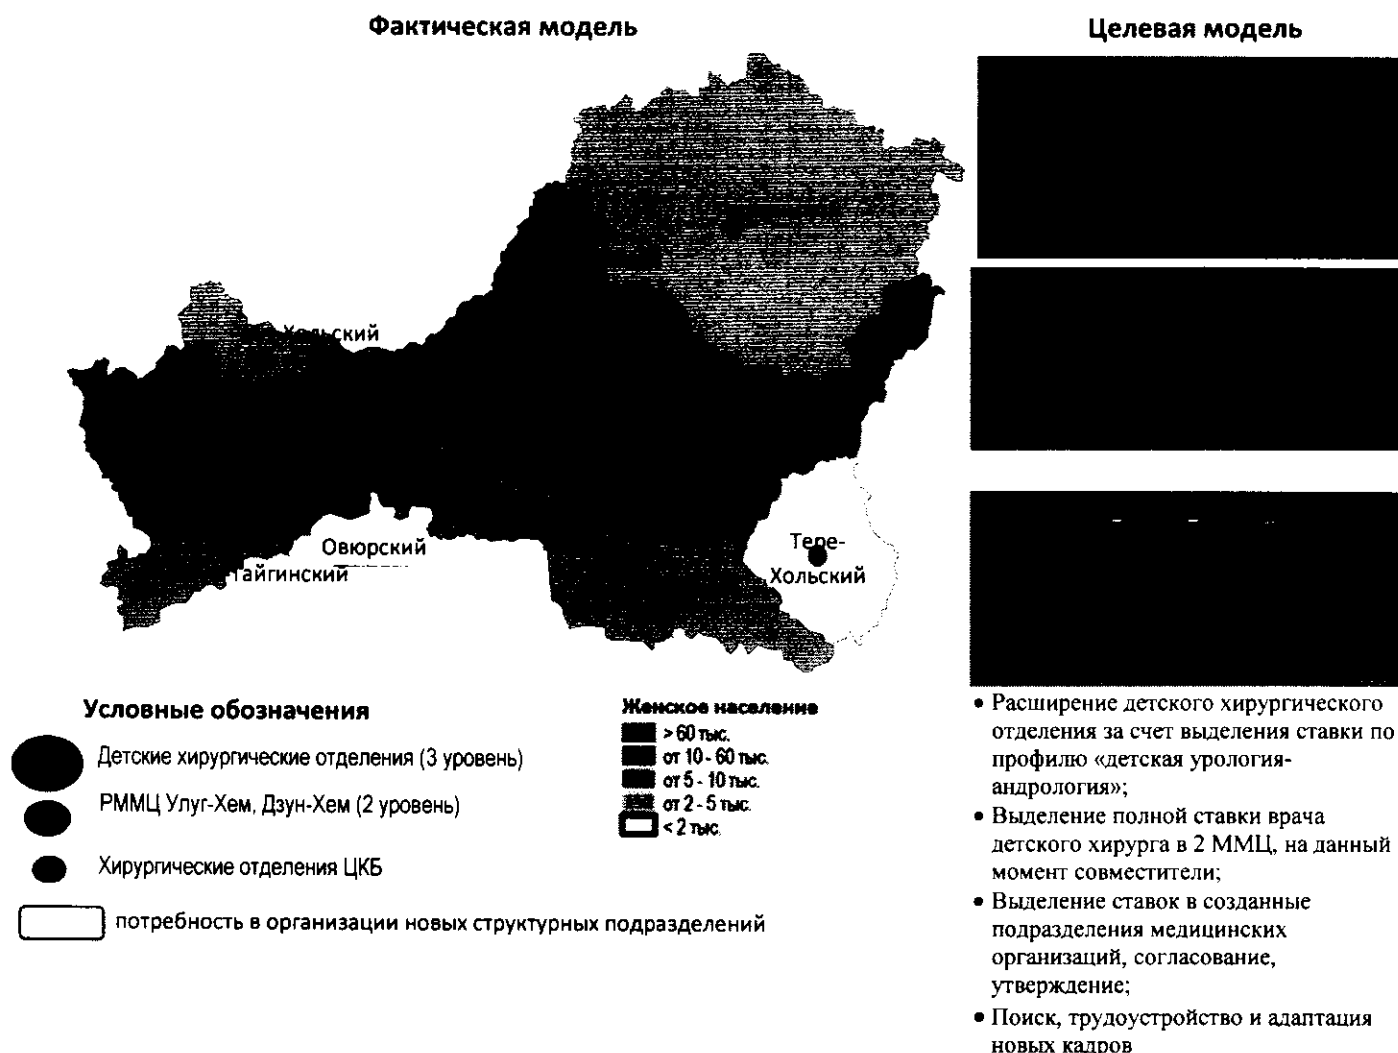 Фактическая модель
Целевая модель
Хольский
Овюрский
тайгинский
Тере-
Хольский
Условные обозначения
Детские хирургические отделения (3 уровень)
РММЦ Улуг-Хем, Дзун-Хем (2 уровень)
Хирургические отделения ЦКБ
потребность в организации новых структурных подразделений
Женское население
> 60 тыс.
от 10 - 60 тыс.
от 5 - 10 тыс.
от 2 - 5 тыс.
< 2 тыс.
• Расширение детского хирургического
отделения за счет выделения ставки по
профилю «детская урология-
андрология»;
• Выделение полной ставки врача
детского хирурга в 2 ММЦ, на данный
момент совместители;
• Выделение ставок в созданные
подразделения медицинских
организаций, согласование,
утверждение;
• Поиск, трудоустройство и адаптация
новых кадров